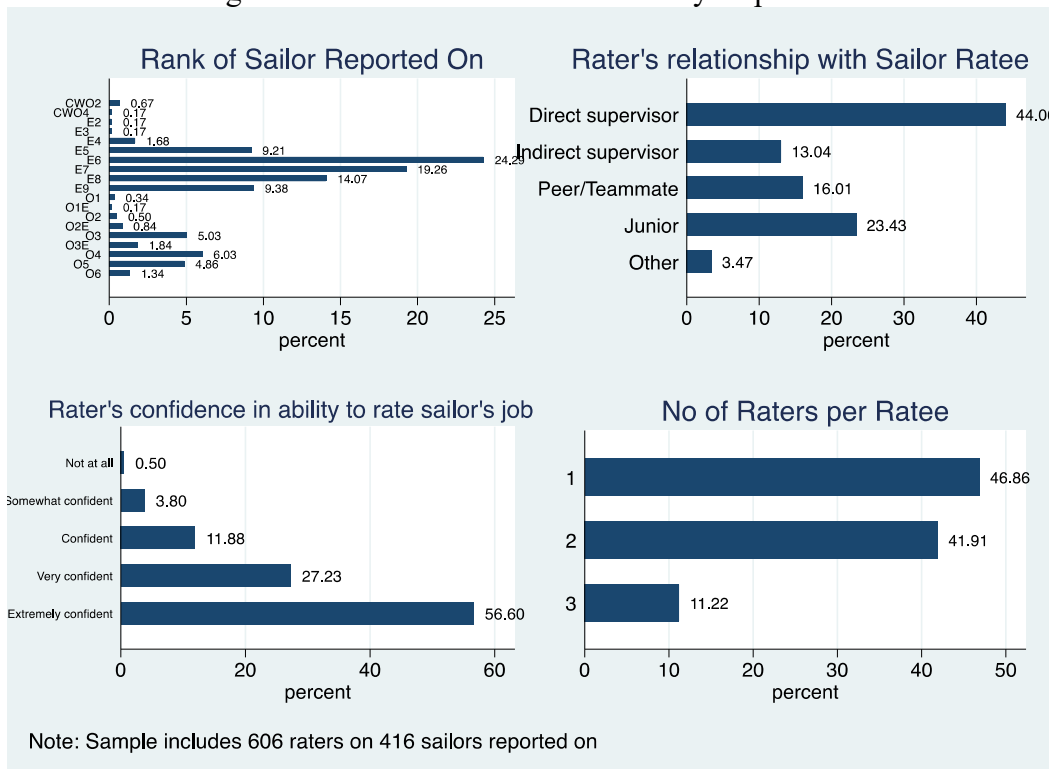 Rank of Sailor Reported On
CWO2 0.67
CWO4 0.17
E2 0.17
E3 0.17
E4 1.68
E5 9.21
E6 24.29
E7 19.26
E8 14.07
E9 9.38
O1 0.34
O1E 0.17
O2 0.50
O2E 0.84
O3 5.03
O3E 1.84
O4 6.03
O5 4.86
O6 1.34
0 5 10 15 20 25
percent
Rater's relationship with Sailor Ratee
Direct supervisor 44.06
Indirect supervisor 13.04
Peer/Teammate 16.01
Junior 23.43
Other 3.47
0 10 20 30 40
percent
Rater's confidence in ability to rate sailor's job
Not at all 0.50
Somewhat confident 3.80
Confident 11.88
Very confident 27.23
Extremely confident 56.60
0 20 40 60
percent
No of Raters per Ratee
1 46.86
2 41.91
3 11.22
0 10 20 30 40 50
percent
Note: Sample includes 606 raters on 416 sailors reported on